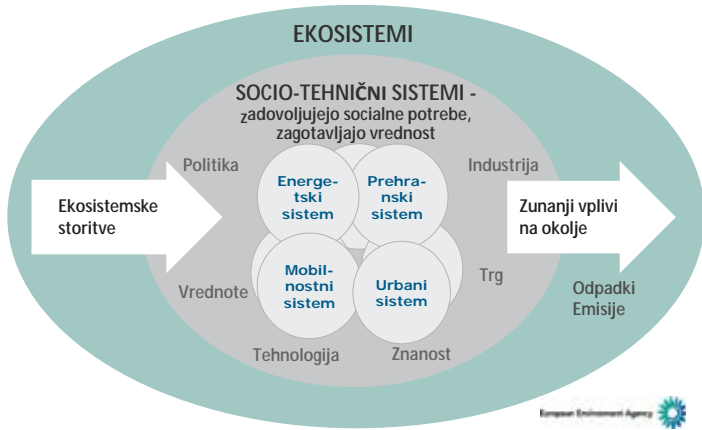 EKOSISTEMI
SOCIO-TEHNIČNI SISTEMI -
zadovoljujejo socialne potrebe,
zagotavljajo vrednost
Politika
Industrija
Energe-
tski
sistem
Prehra-
nski
sistem
Ekosistemske
storitve
Zunanji vplivi
na okolje
Mobil-
nostni
sistem
Urbani
sistem
Vrednote
Trg
Odpadki
Emisije
Tehnologija
Znanost
European Environment Agency